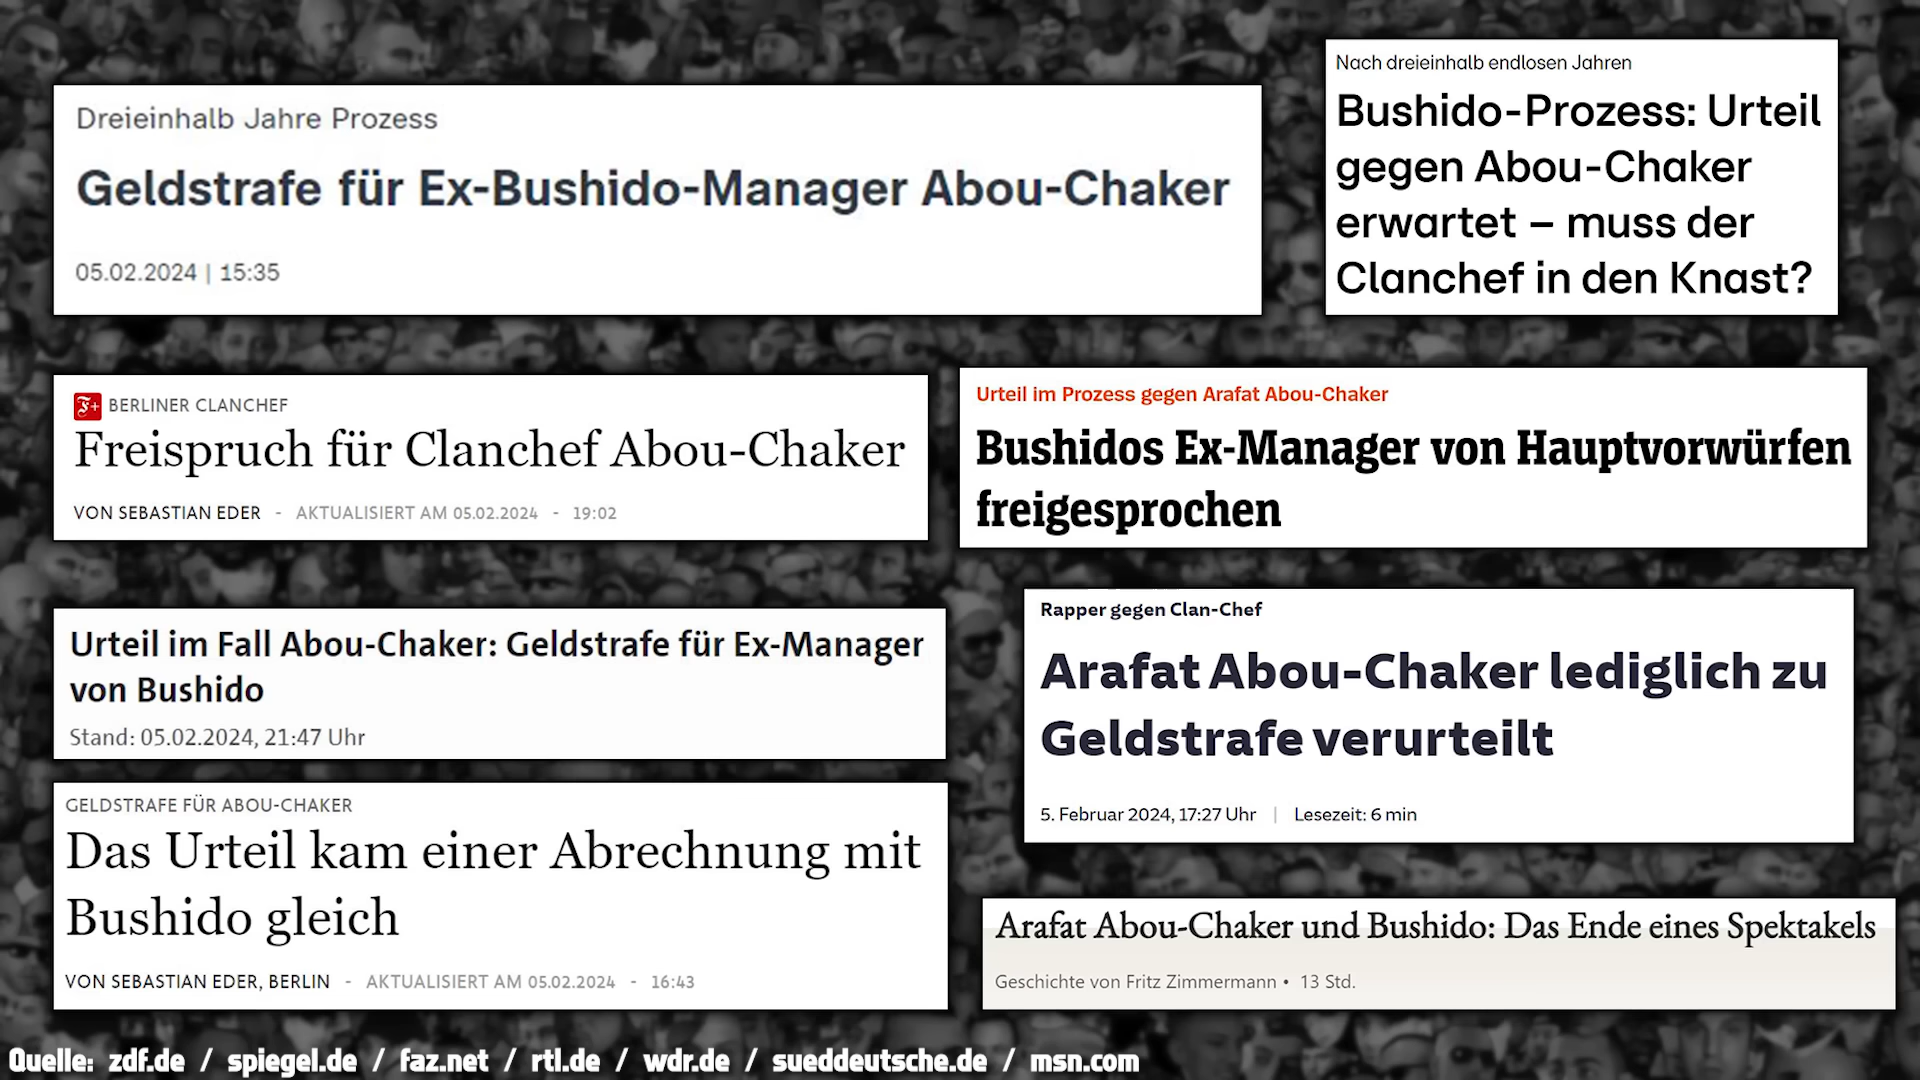 Dreieinhalb Jahre Prozess
Geldstrafe für Ex-Bushido-Manager Abou-Chaker
05.02.2024 | 15:35
Nach dreieinhalb endlosen Jahren
Bushido-Prozess: Urteil
gegen Abou-Chaker
erwartet – muss der
Clanchef in den Knast?
F+ BERLINER CLANCHEF
Freispruch für Clanchef Abou-Chaker
VON SEBASTIAN EDER - AKTUALISIERT AM 05.02.2024 - 19:02
Urteil im Prozess gegen Arafat Abou-Chaker
Bushidos Ex-Manager von Hauptvorwürfen
freigesprochen
Urteil im Fall Abou-Chaker: Geldstrafe für Ex-Manager
von Bushido
Stand: 05.02.2024, 21:47 Uhr
Rapper gegen Clan-Chef
Arafat Abou-Chaker lediglich zu
Geldstrafe verurteilt
5. Februar 2024, 17:27 Uhr | Lesezeit: 6 min
GELDSTRAFE FÜR ABOU-CHAKER
Das Urteil kam einer Abrechnung mit
Bushido gleich
VON SEBASTIAN EDER, BERLIN - AKTUALISIERT AM 05.02.2024 - 16:43
Arafat Abou-Chaker und Bushido: Das Ende eines Spektakels
Geschichte von Fritz Zimmermann • 13 Std.
Quelle: zdf.de / spiegel.de / faz.net / rtl.de / wdr.de / sueddeutsche.de / msn.com